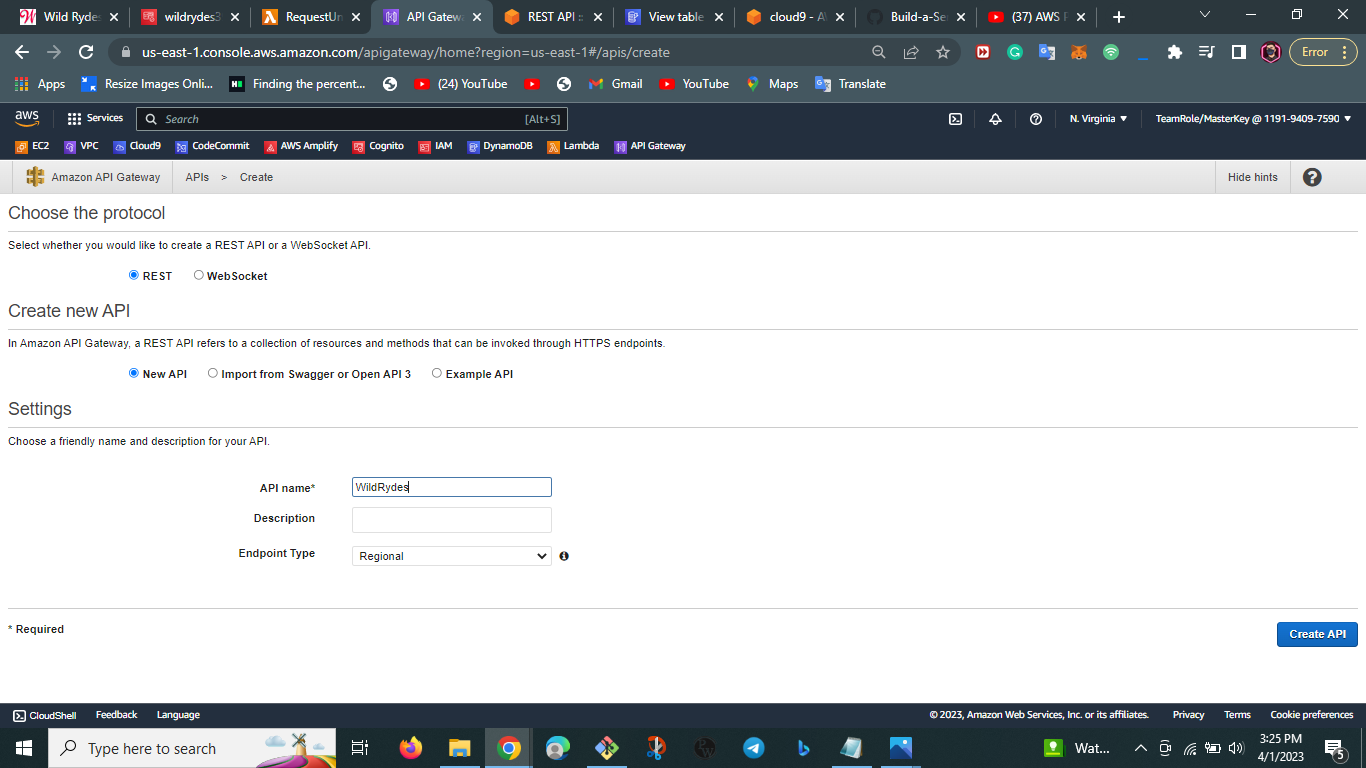 Wild Ryde
wildrydes3
RequestUn
API Gatew
REST API ::
View table
cloud9 - A
Build-a-Se
(37) AWS
us-east-1.console.aws.amazon.com/apigateway/home?region=us-east-1#/apis/create
Error
Apps
Resize Images Onli...
Finding the percent...
(24) YouTube
Gmail
YouTube
Maps
Translate
aws
Services
Search
[Alt+S]
N. Virginia
TeamRole/MasterKey @ 1191-9409-7590
EC2
VPC
Cloud9
CodeCommit
AWS Amplify
Cognito
IAM
DynamoDB
Lambda
API Gateway
Amazon API Gateway
APIs > Create
Hide hints
Choose the protocol
Select whether you would like to create a REST API or a WebSocket API.
REST
WebSocket
Create new API
In Amazon API Gateway, a REST API refers to a collection of resources and methods that can be invoked through HTTPS endpoints.
New API
Import from Swagger or Open API 3
Example API
Settings
Choose a friendly name and description for your API.
API name*
WildRydes
Description
Endpoint Type
Regional
* Required
Create API
CloudShell
Feedback
Language
© 2023, Amazon Web Services, Inc. or its affiliates.
Privacy
Terms
Cookie preferences
Type here to search
Wat...
3:25 PM
4/1/2023
5